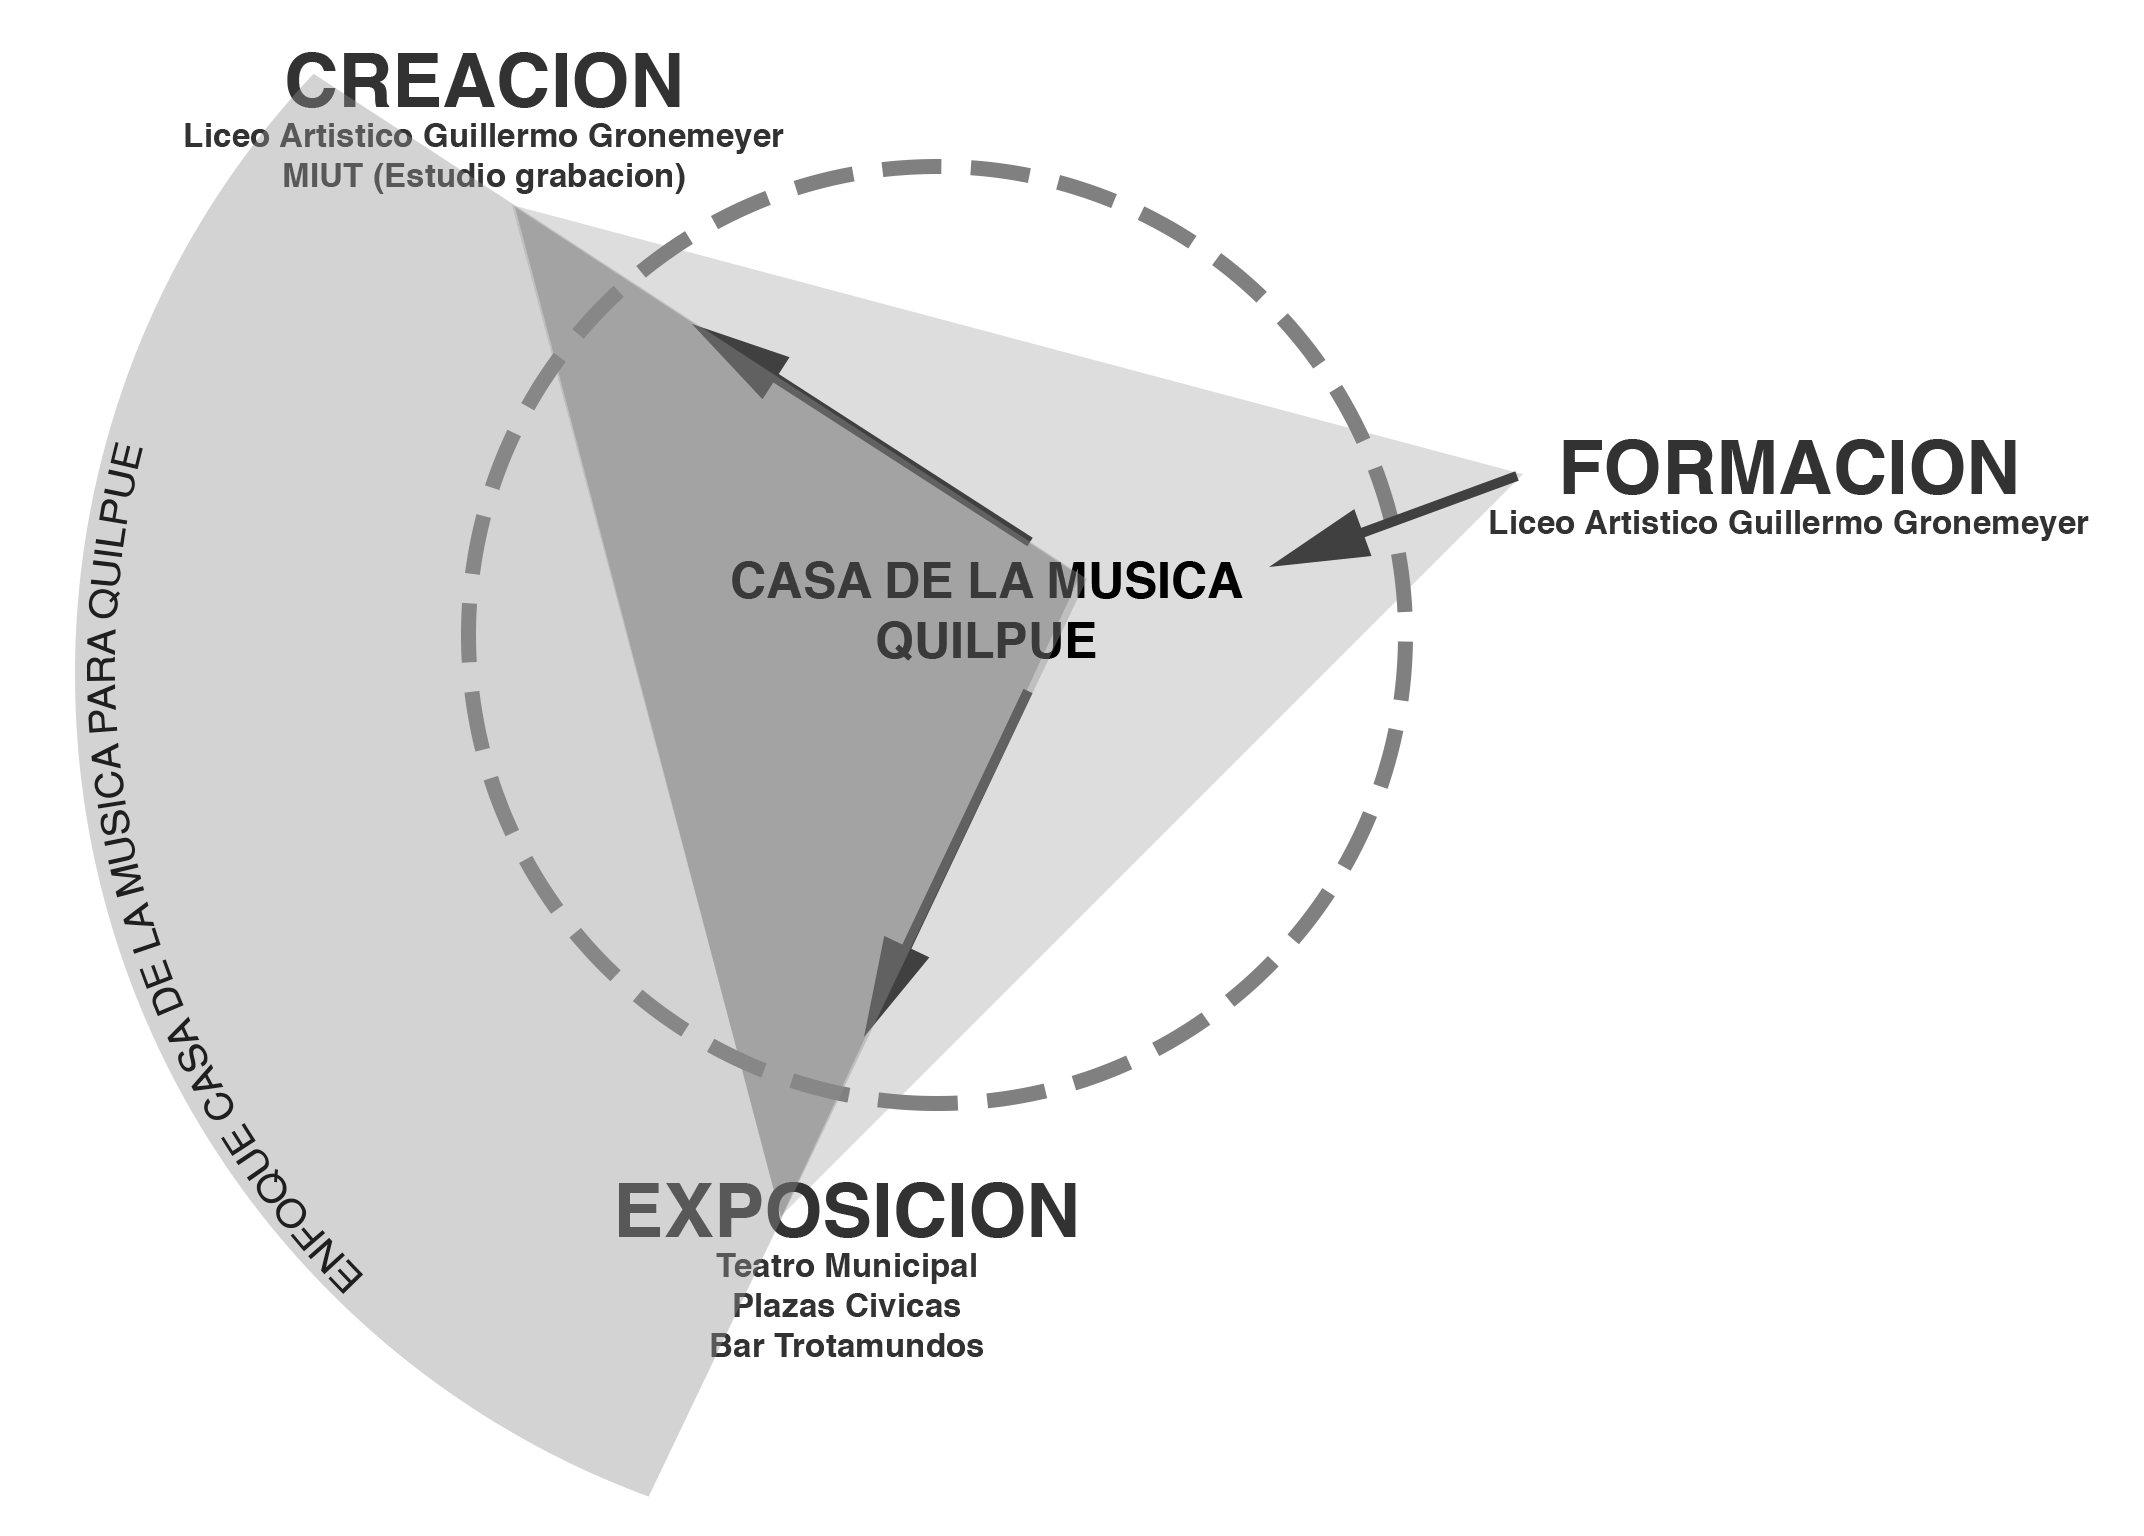 CREACION
Liceo Artistico Guillermo Gronemeyer
MIUT (Estudio grabacion)
FORMACION
Liceo Artistico Guillermo Gronemeyer
CASA DE LA MUSICA
QUILPUE
ENFOQUE CASA DE LA MUSICA PARA QUILPUE
EXPOSICION
Teatro Municipal
Plazas Civicas
Bar Trotamundos